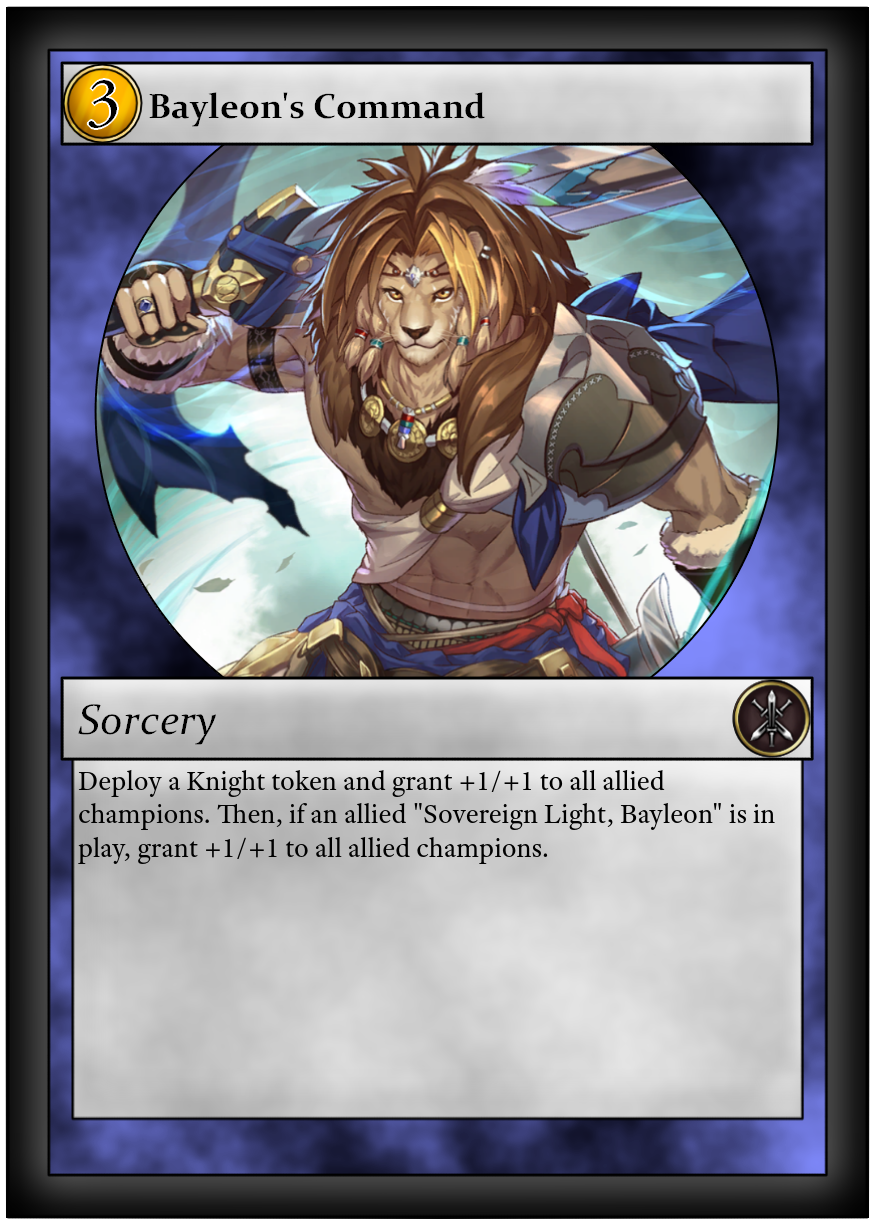 3 Bayleon's Command
Sorcery
Deploy a Knight token and grant +1/+1 to all allied
champions. Then, if an allied "Sovereign Light, Bayleon" is in
play, grant +1/+1 to all allied champions.